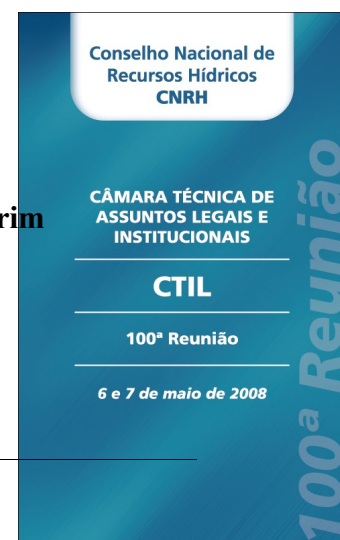 Conselho Nacional de
Recursos Hídricos
CNRH
rim
CÂMARA TÉCNICA DE
ASSUNTOS LEGAIS E
INSTITUCIONAIS
CTIL
100ª Reunião
6 e 7 de maio de 2008
100ª Reunião